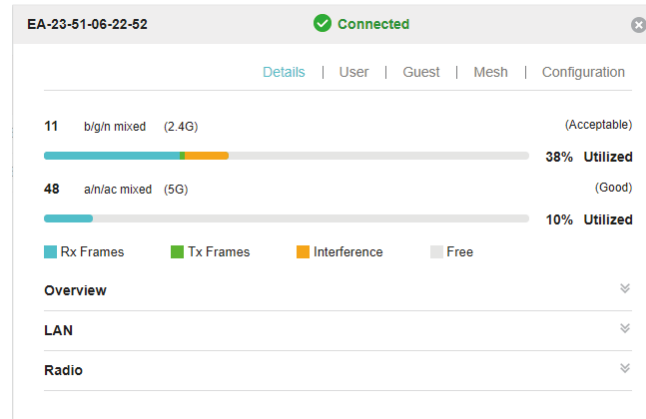 EA-23-51-06-22-52 Connected
Details | User | Guest | Mesh | Configuration
11 b/g/n mixed (2.4G) (Acceptable)
38% Utilized
48 a/n/ac mixed (5G) (Good)
10% Utilized
Rx Frames Tx Frames Interference Free
Overview
LAN
Radio